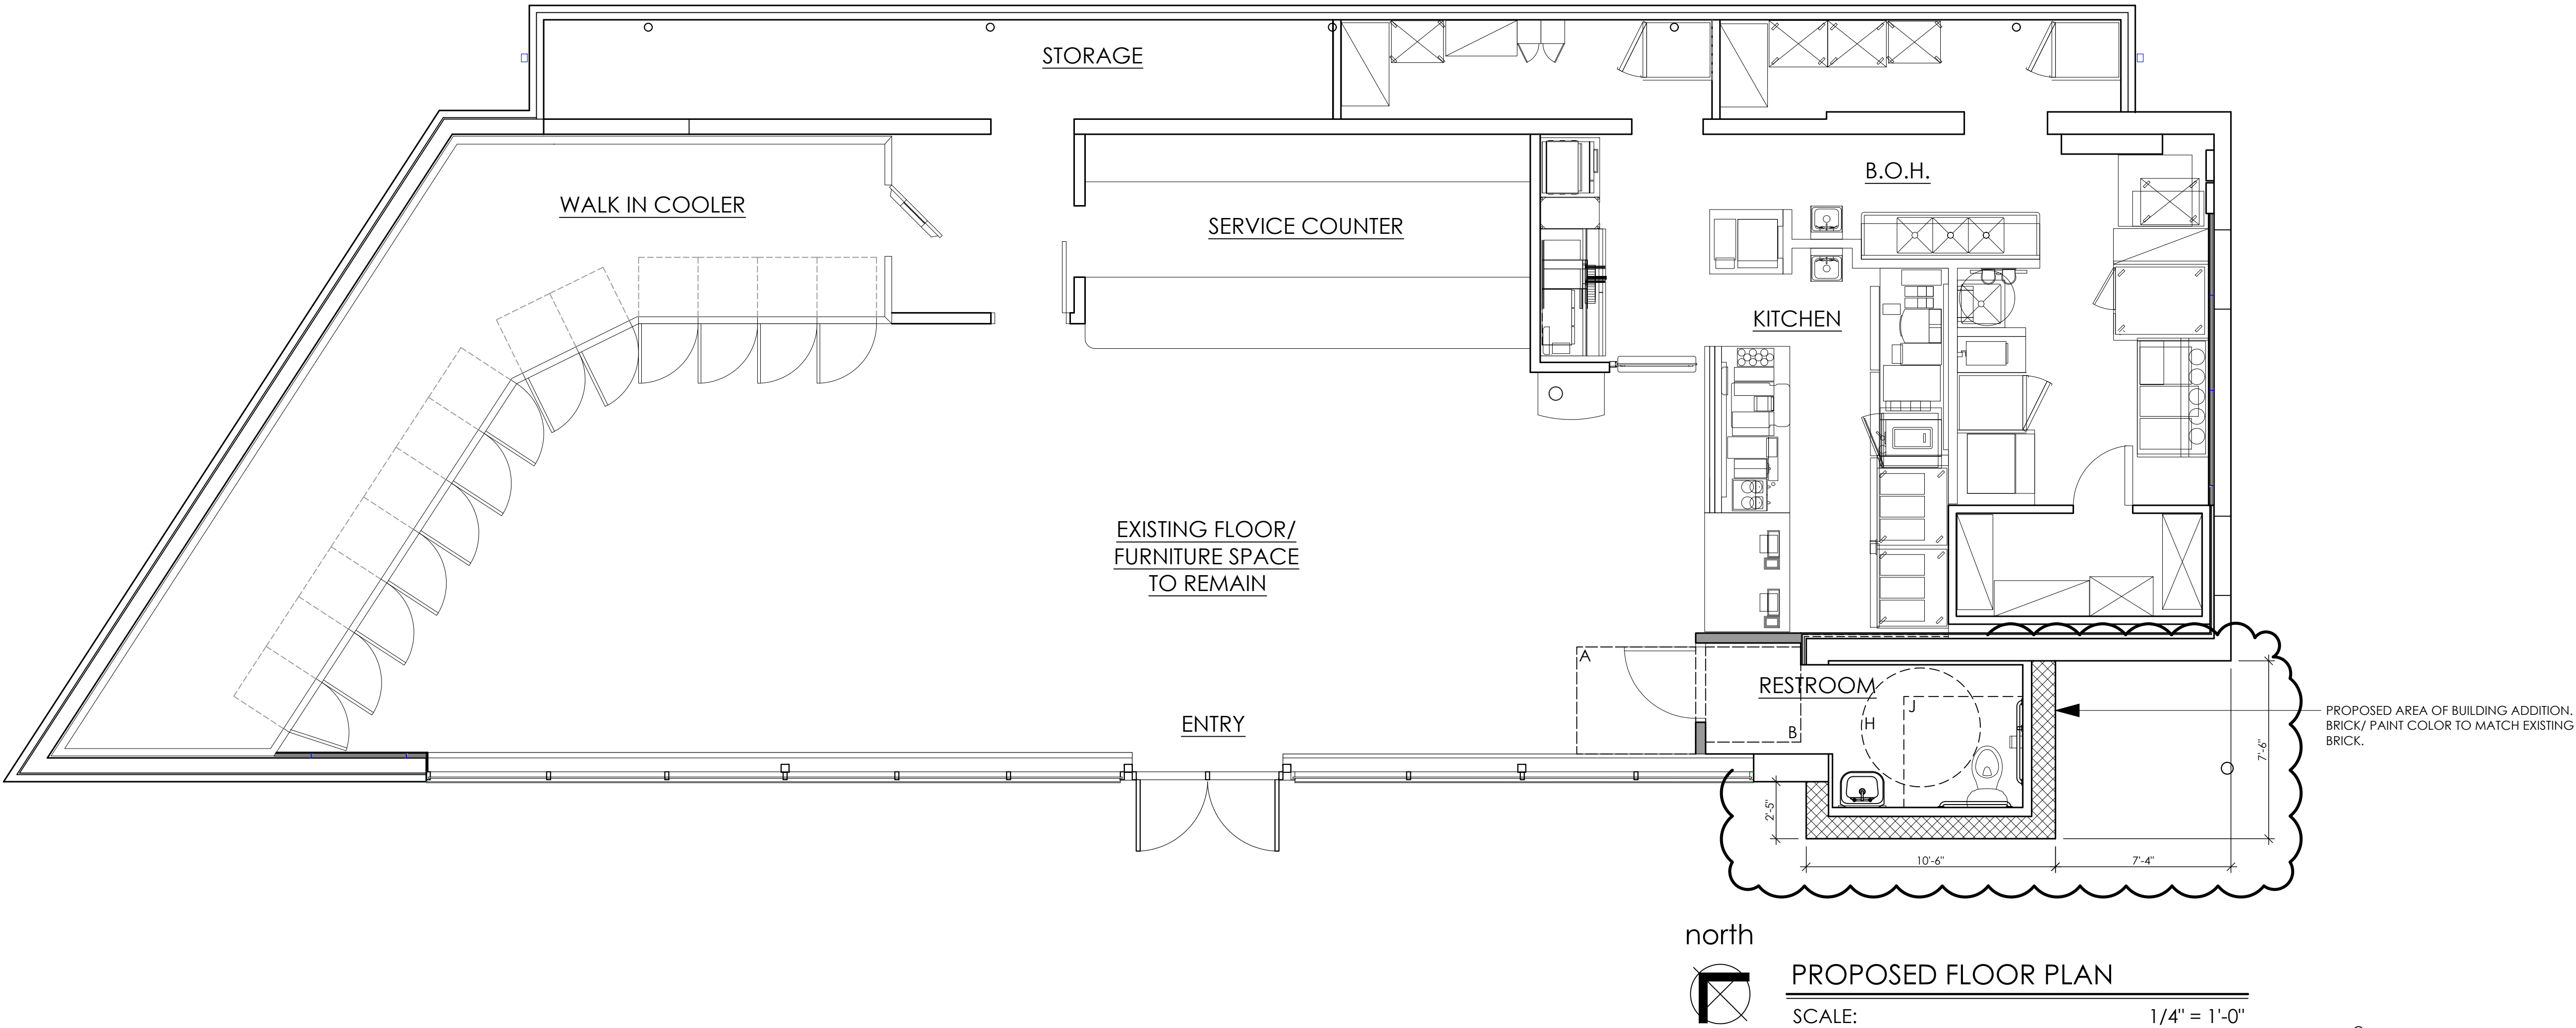 STORAGE
B.O.H.
WALK IN COOLER
SERVICE COUNTER
KITCHEN
EXISTING FLOOR/
FURNITURE SPACE
TO REMAIN
A
RESTROOM
J
H
B
ENTRY
PROPOSED AREA OF BUILDING ADDITION.
BRICK/ PAINT COLOR TO MATCH EXISTING
BRICK.
7'-6"
2'-5"
10'-6"
7'-4"
north
PROPOSED FLOOR PLAN
SCALE:
1/4" = 1'-0"